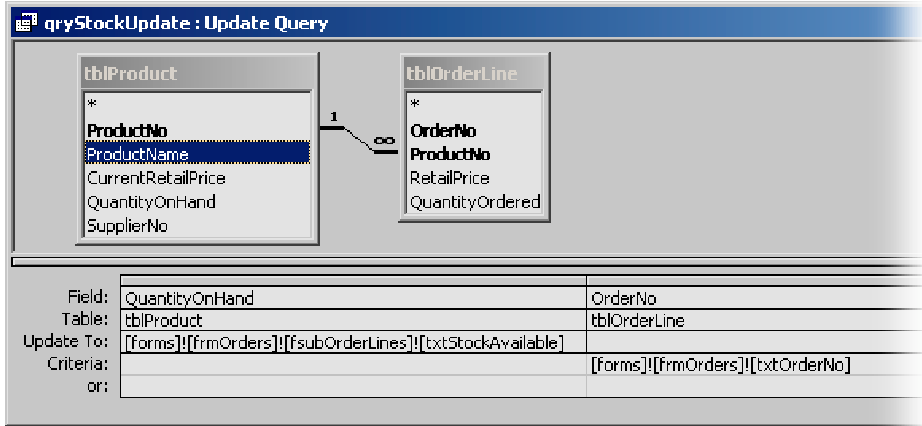 qryStockUpdate : Update Query
tblProduct
*
ProductNo
ProductName
CurrentRetailPrice
QuantityOnHand
SupplierNo
1
∞
tblOrderLine
*
OrderNo
ProductNo
RetailPrice
QuantityOrdered
Field: QuantityOnHand OrderNo
Table: tblProduct tblOrderLine
Update To: [forms]![frmOrders]![fsubOrderLines]![txtStockAvailable]
Criteria: [forms]![frmOrders]![txtOrderNo]
or: